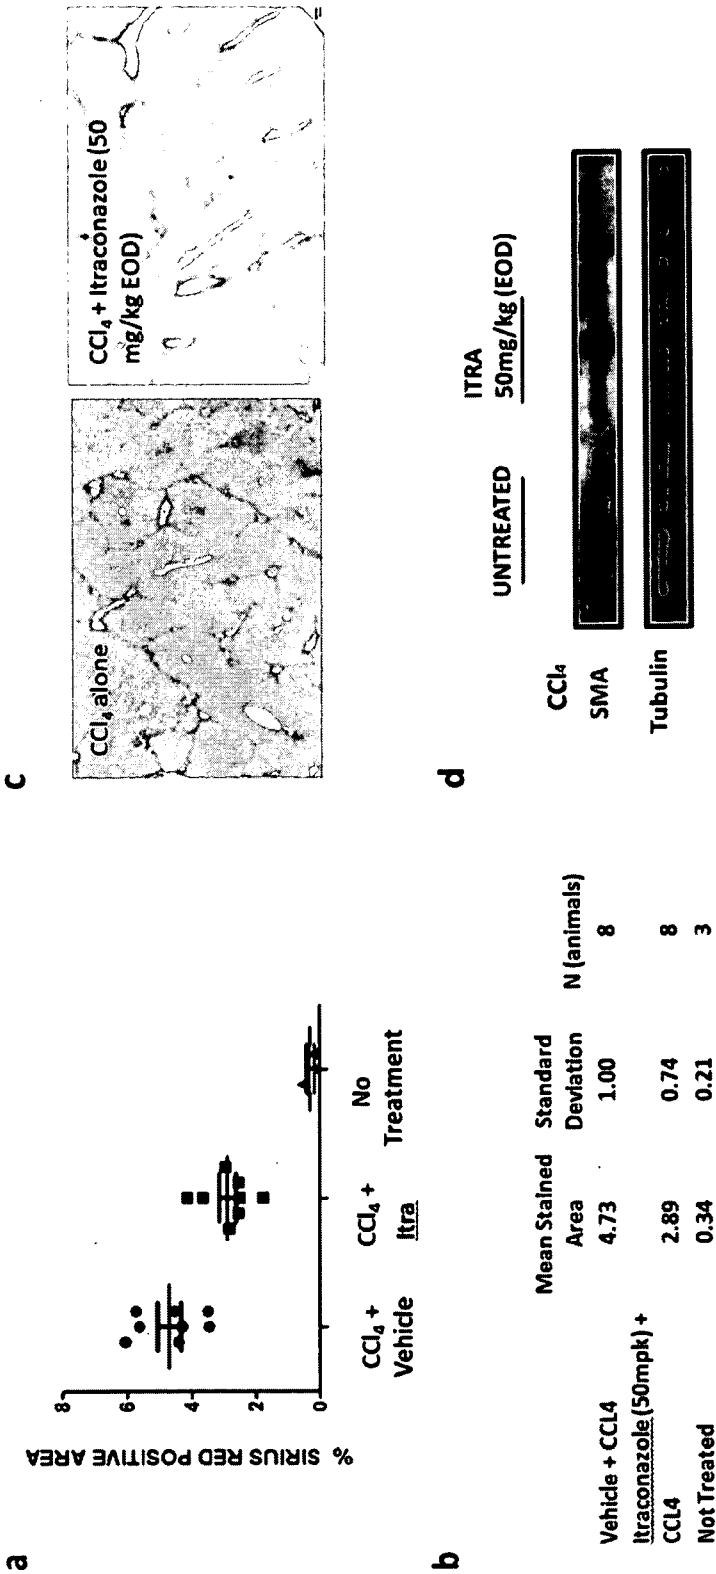 a
% SIRIUS RED POSITIVE AREA
8
6
4
2
0
CCl₄ +
Vehicle
CCl₄ +
Itra
No
Treatment
b
Mean Stained
Area
Standard
Deviation
N (animals)
Vehicle + CCL4 4.73 1.00 8
Itraconazole (50mpk) +
CCL4 2.89 0.74 8
Not Treated 0.34 0.21 3
c
CCl₄ alone
CCl₄ + Itraconazole (50
mg/kg EOD)
d
UNTREATED
ITRA
50mg/kg (EOD)
CCl₄
SMA
Tubulin